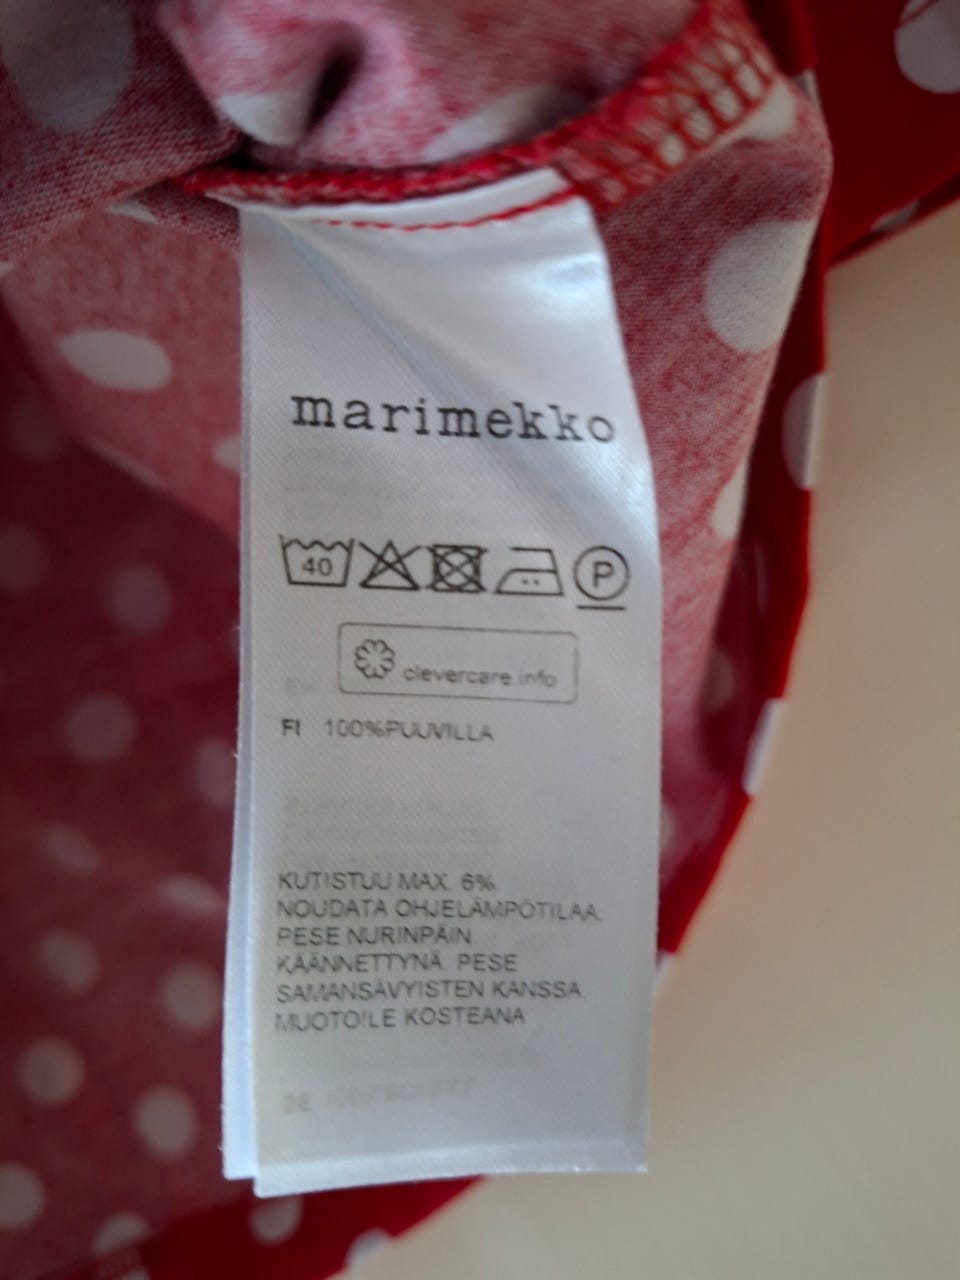 marimekko
40
P
clevercare.info
FI 100%PUUVILLA
KUTISTUU MAX. 6%.
NOUDATA OHJELÄMPÖTILAA.
PESE NURINPÄIN
KÄÄNNETTYNÄ. PESE
SAMANSÄVYISTEN KANSSA.
MUOTOILE KOSTEANA